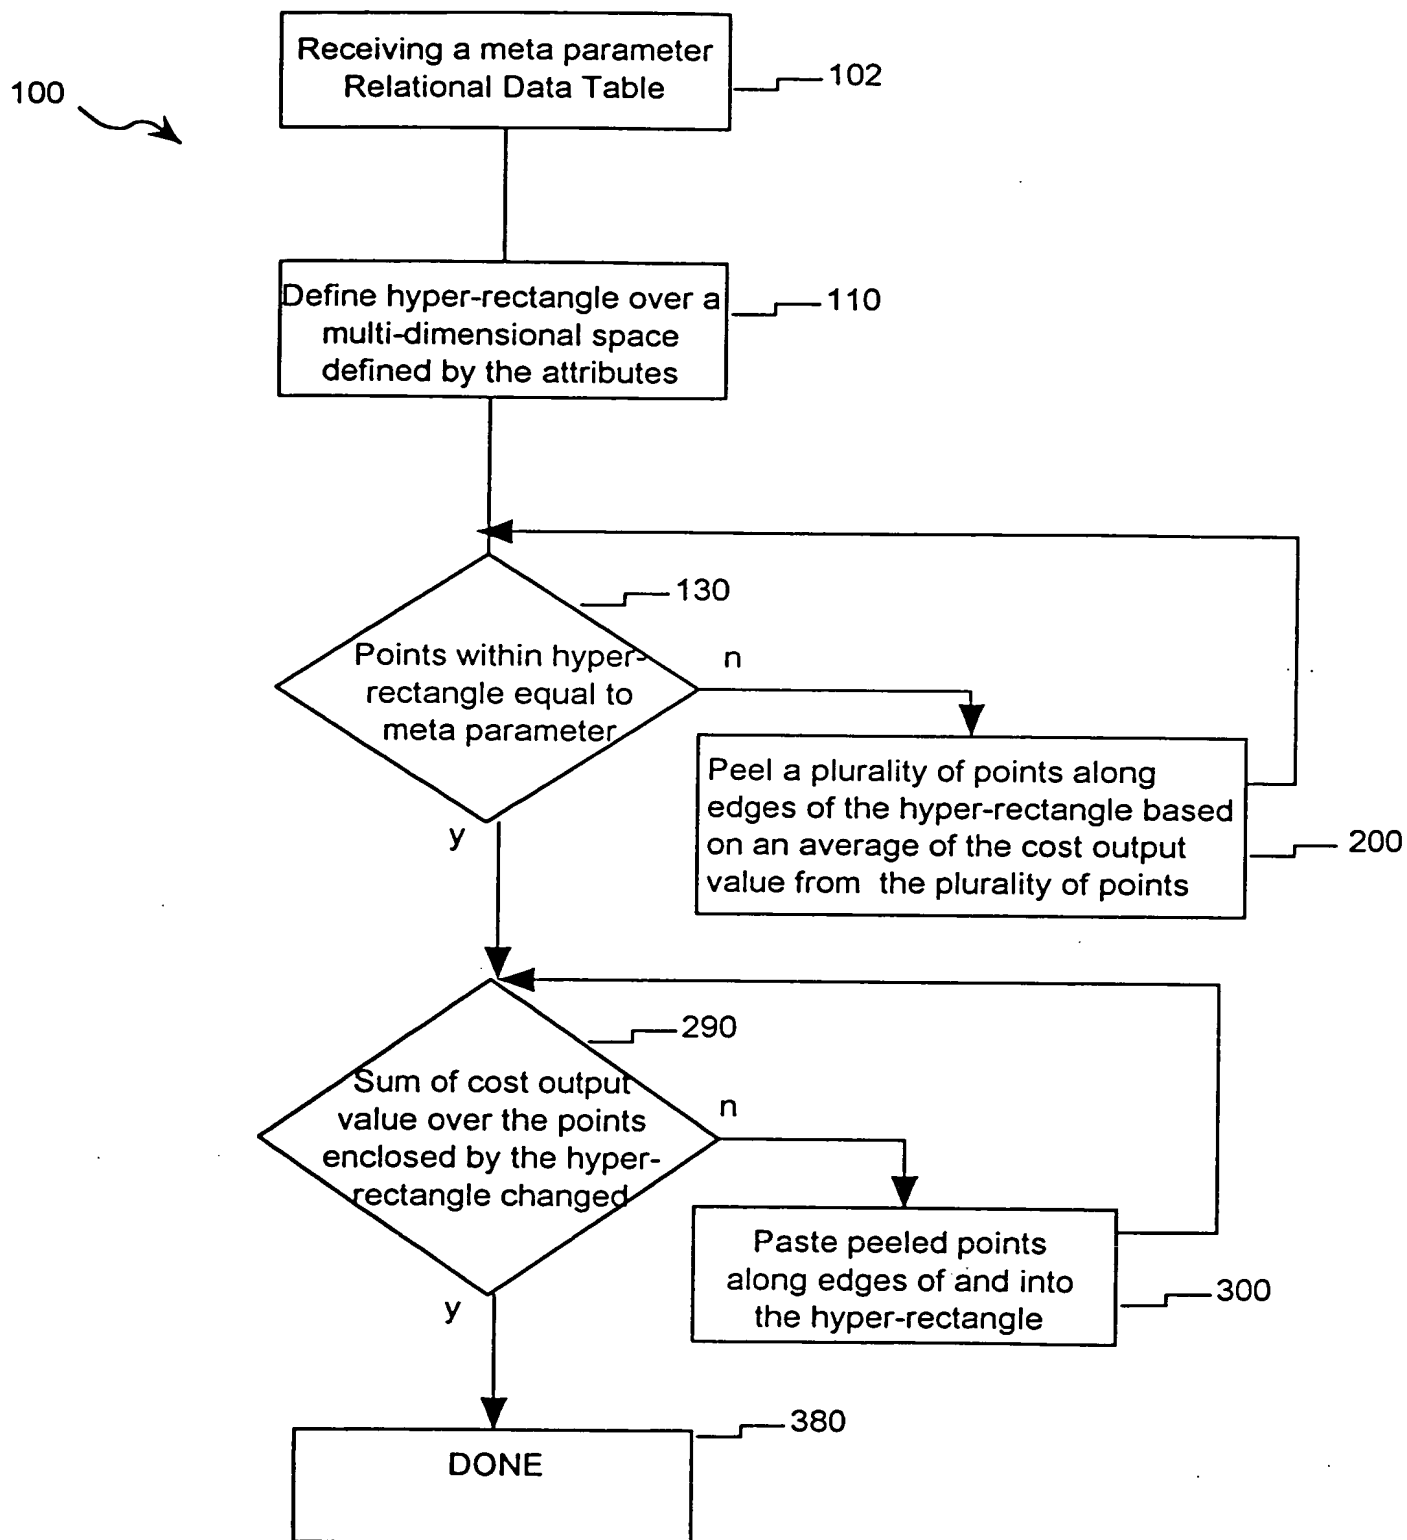 Receiving a meta parameter
Relational Data Table
102
100
Define hyper-rectangle over a
multi-dimensional space
defined by the attributes
110
130
Points within hyper-
rectangle equal to
meta parameter
n
y
Peel a plurality of points along
edges of the hyper-rectangle based
on an average of the cost output
value from the plurality of points
200
290
Sum of cost output
value over the points
enclosed by the hyper-
rectangle changed
n
y
Paste peeled points
along edges of and into
the hyper-rectangle
300
380
DONE